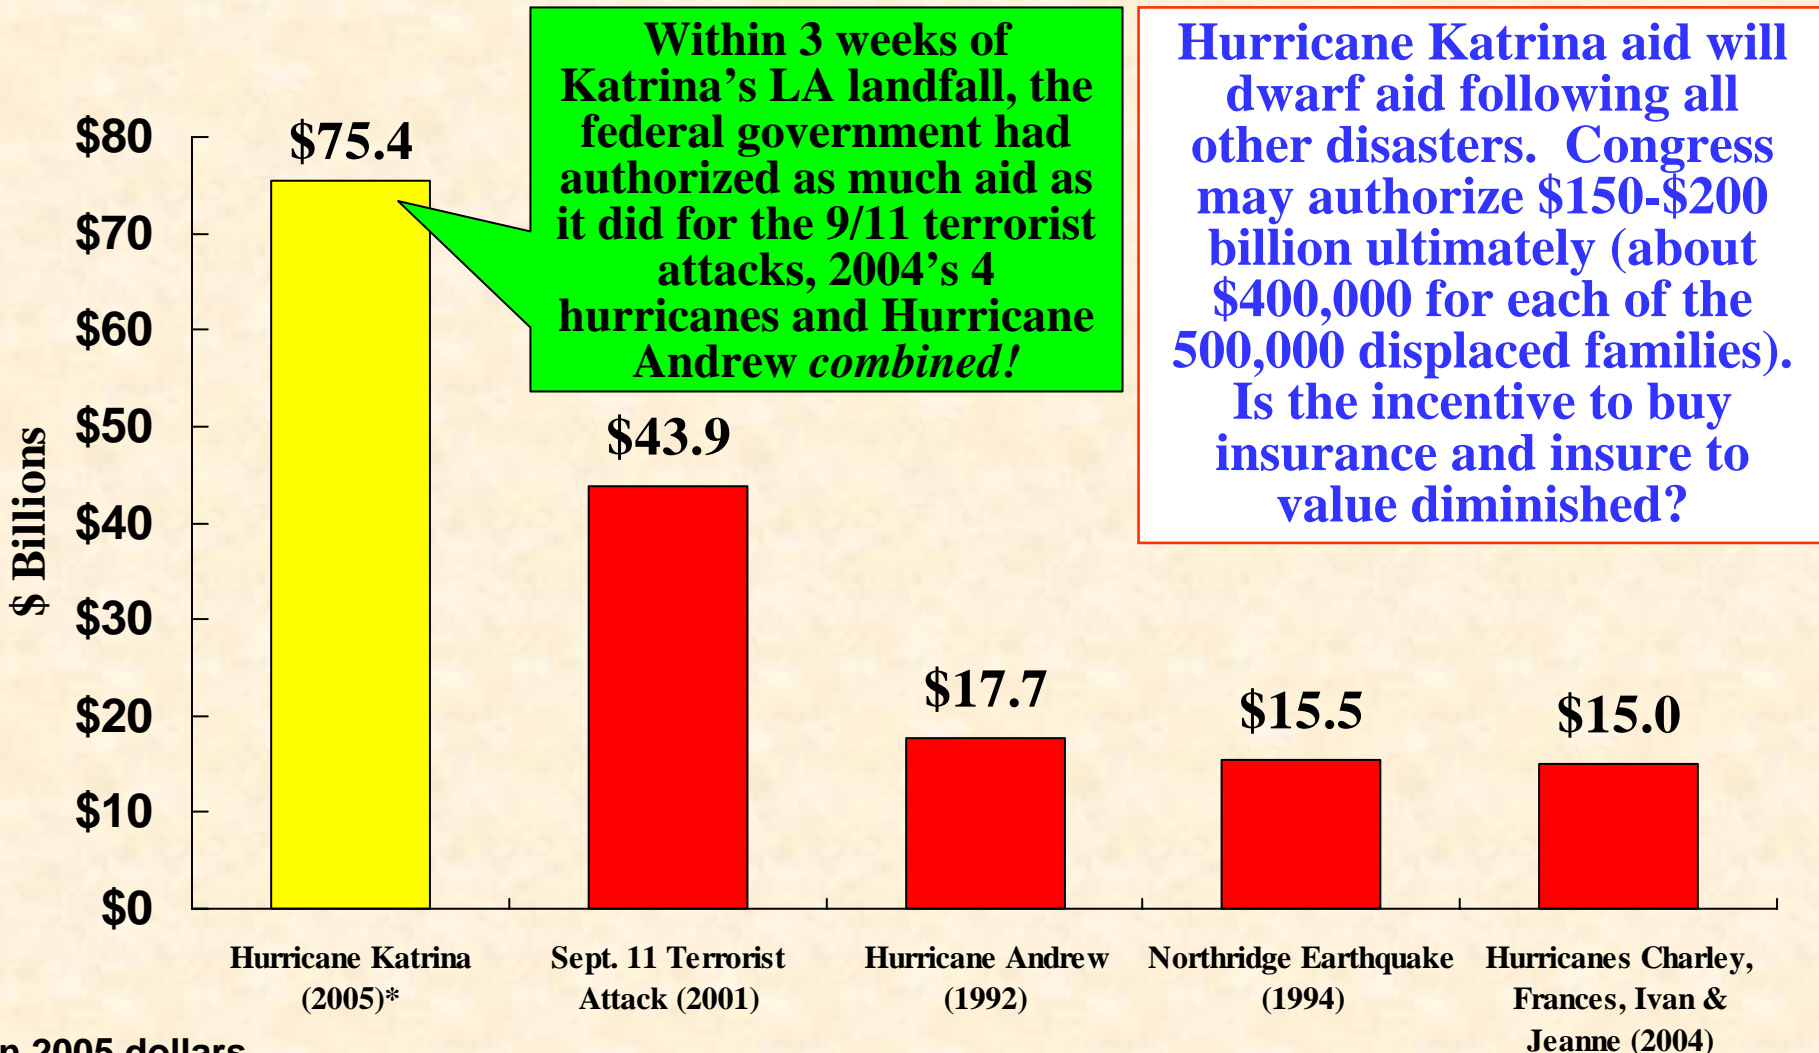 Within 3 weeks of
Katrina’s LA landfall, the
federal government had
authorized as much aid as
it did for the 9/11 terrorist
attacks, 2004’s 4
hurricanes and Hurricane
Andrew combined!
Hurricane Katrina aid will
dwarf aid following all
other disasters.  Congress
may authorize $150-$200
billion ultimately (about
$400,000 for each of the
500,000 displaced families).
Is the incentive to buy
insurance and insure to
value diminished?
$ Billions
$80
$70
$60
$50
$40
$30
$20
$10
$0
$75.4
$43.9
$17.7
$15.5
$15.0
Hurricane Katrina
(2005)*
Sept. 11 Terrorist
Attack (2001)
Hurricane Andrew
(1992)
Northridge Earthquake
(1994)
Hurricanes Charley,
Frances, Ivan &
Jeanne (2004)
2005 dollars